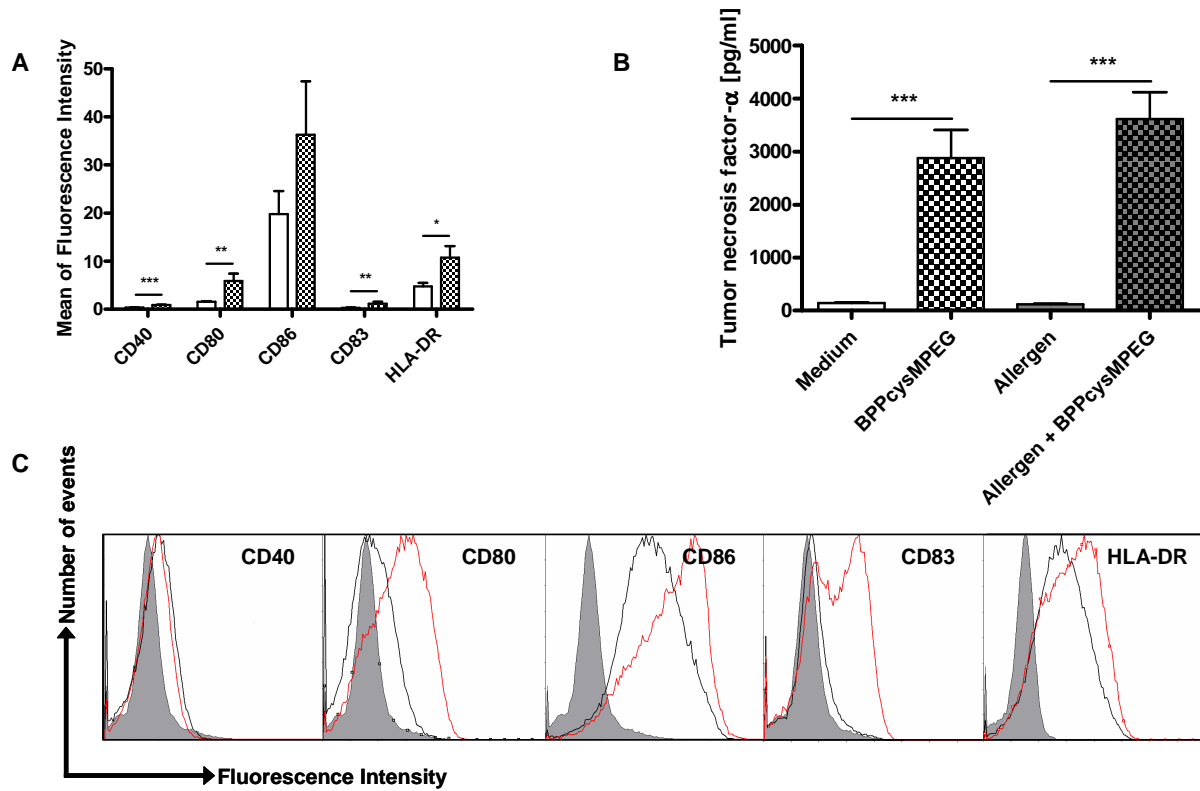 A
Mean of Fluorescence Intensity
50
40
30
20
10
0
***
**
**
*
CD40
CD80
CD86
CD83
HLA-DR
B
Tumor necrosis factor-α [pg/ml]
5000
4000
3000
2000
1000
0
***
***
Medium
BPPcysMPEG
Allergen
Allergen + BPPcysMPEG
C
Number of events
CD40
CD80
CD86
CD83
HLA-DR
Fluorescence Intensity